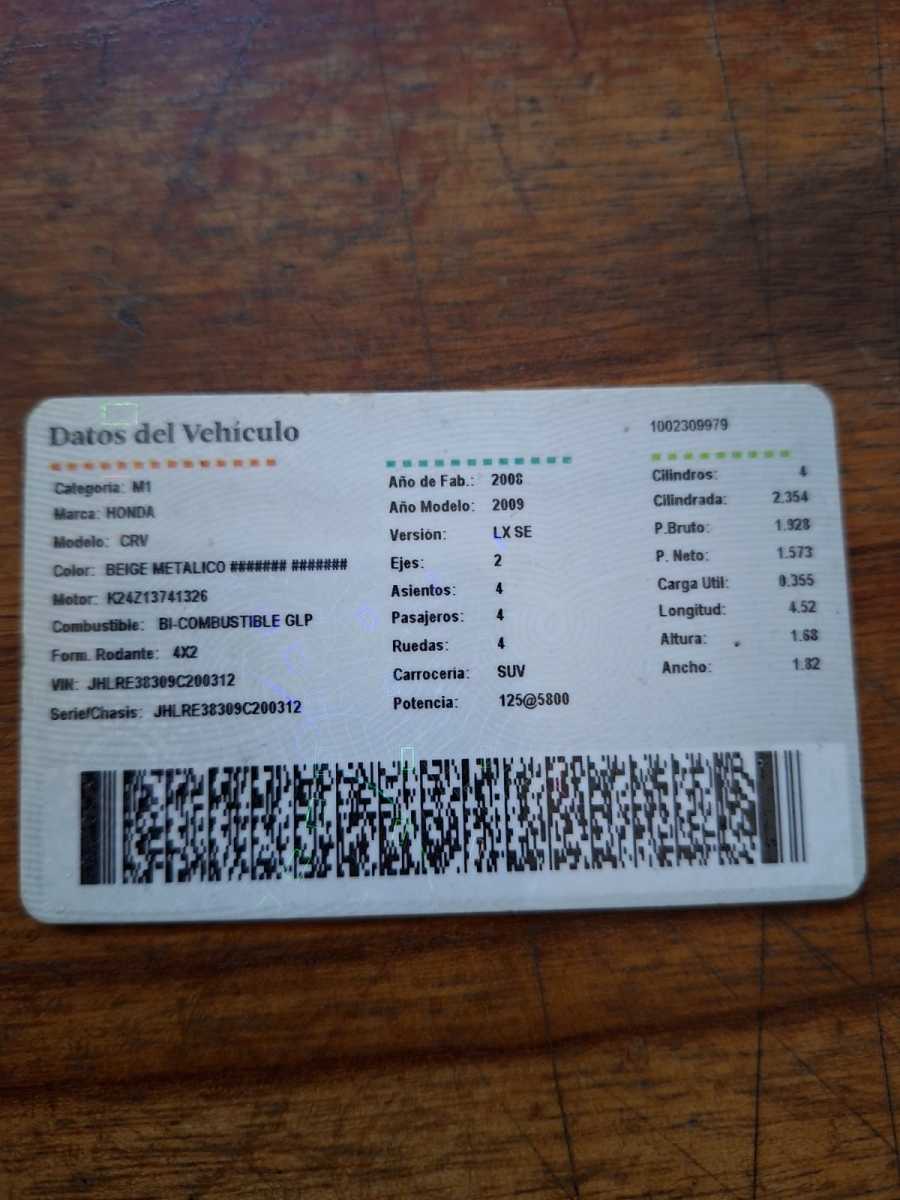 Datos del Vehículo
1002309979
Categoría: M1
Marca: HONDA
Modelo: CRV
Color: BEIGE METALICO ####### #######
Motor: K24Z13741326
Combustible: BI-COMBUSTIBLE GLP
Form. Rodante: 4X2
VIN: JHLRE38309C200312
Serie/Chasis: JHLRE38309C200312
Año de Fab.: 2008
Año Modelo: 2009
Versión: LX SE
Ejes: 2
Asientos: 4
Pasajeros: 4
Ruedas: 4
Carrocería: SUV
Potencia: 125@5800
Cilindros: 4
Cilindrada: 2.354
P.Bruto: 1.928
P. Neto: 1.573
Carga Util: 0.355
Longitud: 4.52
Altura: 1.68
Ancho: 1.82